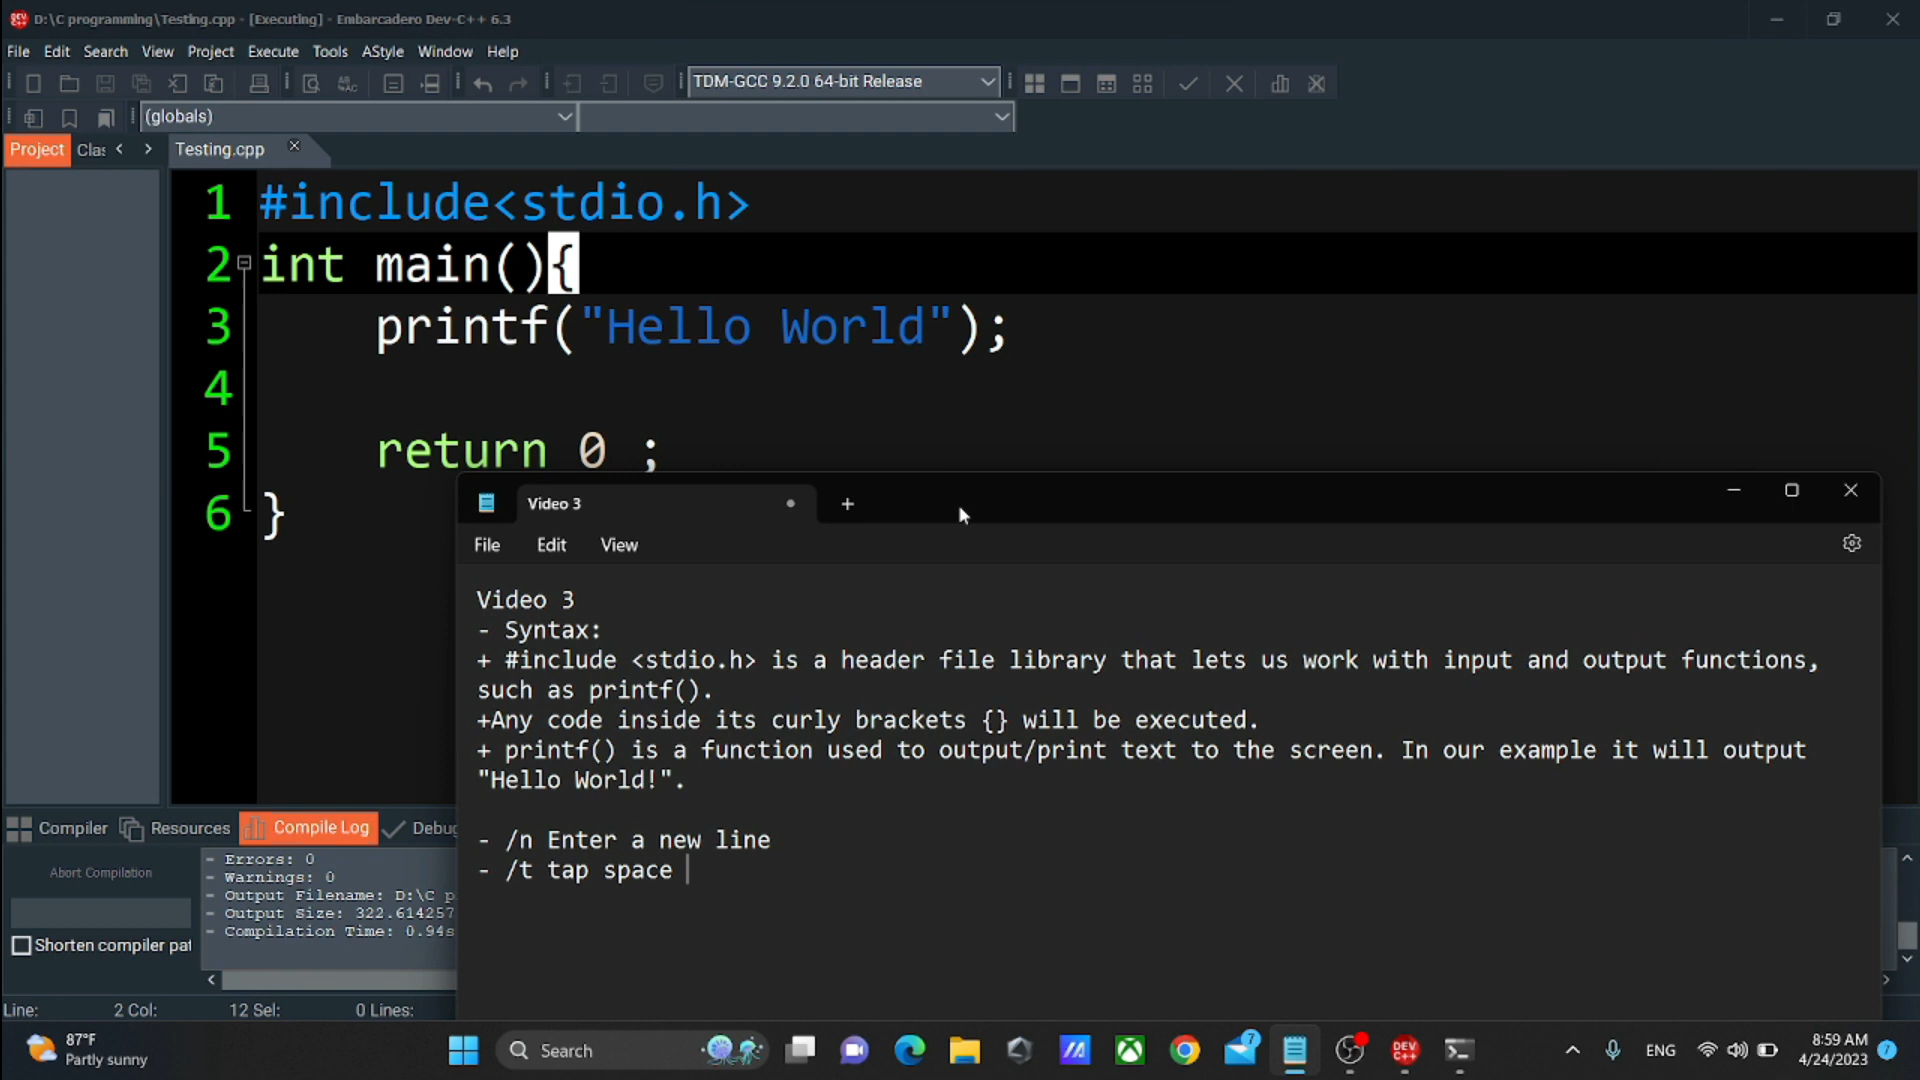 D:\C programming\Testing.cpp - [Executing] - Embarcadero Dev-C++ 6.3
File Edit Search View Project Execute Tools AStyle Window Help
TDM-GCC 9.2.0 64-bit Release
(globals)
Project Clas Testing.cpp
1 #include<stdio.h>
2 int main(){
3 printf("Hello World");
4
5 return 0 ;
6 }
Video 3
File Edit View
Video 3
- Syntax:
+ #include <stdio.h> is a header file library that lets us work with input and output functions,
such as printf().
+Any code inside its curly brackets {} will be executed.
+ printf() is a function used to output/print text to the screen. In our example it will output
"Hello World!".
- /n Enter a new line
- /t tap space
Compiler Resources Compile Log Debug
Abort Compilation
Shorten compiler pat
- Errors: 0
- Warnings: 0
- Output Filename: D:\C p
- Output Size: 322.614257
- Compilation Time: 0.94s
Line: 2 Col: 12 Sel: 0 Lines:
87°F
Partly sunny
Search
7
DEV C++
ENG
8:59 AM
4/24/2023
7